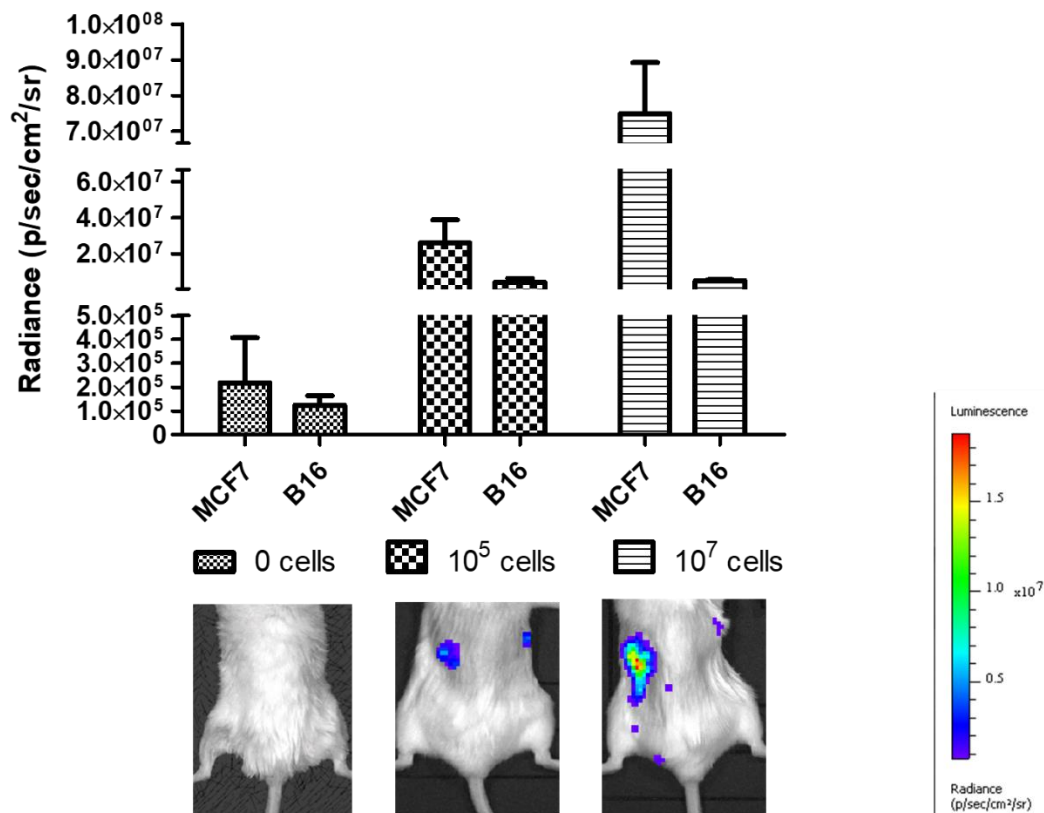 Radiance (p/sec/cm²/sr)
1.0×10⁰⁸
9.0×10⁰⁷
8.0×10⁰⁷
7.0×10⁰⁷
6.0×10⁷
4.0×10⁷
2.0×10⁷
5.0×10⁵
4.0×10⁵
3.0×10⁵
2.0×10⁵
1.0×10⁵
0
MCF7 B16 MCF7 B16 MCF7 B16
0 cells 10⁵ cells 10⁷ cells
Luminescence
1.5
1.0 x10⁷
0.5
Radiance
(p/sec/cm²/sr)